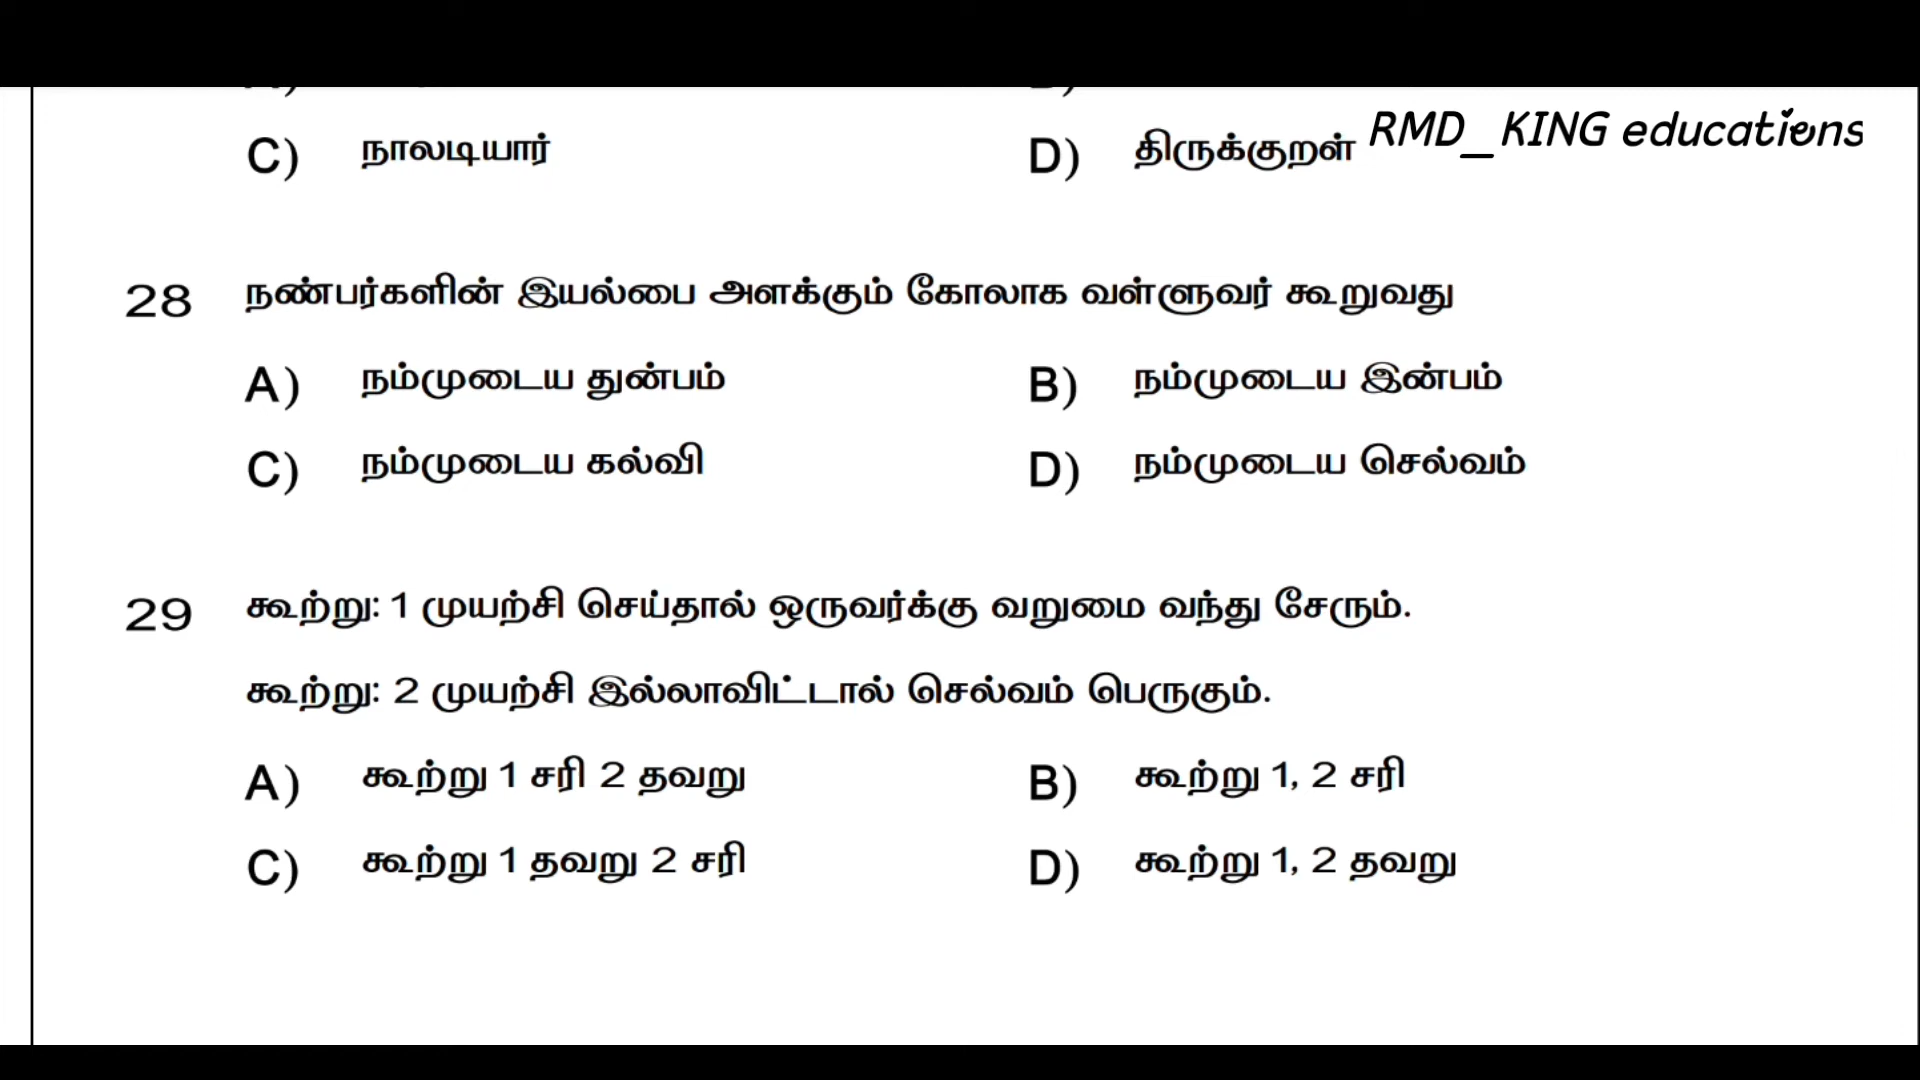 RMD_KING educations
C) நாலடியார் D) திருக்குறள்
28 நண்பர்களின் இயல்பை அளக்கும் கோலாக வள்ளுவர் கூறுவது
A) நம்முடைய துன்பம் B) நம்முடைய இன்பம்
C) நம்முடைய கல்வி D) நம்முடைய செல்வம்
29 கூற்று: 1 முயற்சி செய்தால் ஒருவர்க்கு வறுமை வந்து சேரும்.
கூற்று: 2 முயற்சி இல்லாவிட்டால் செல்வம் பெருகும்.
A) கூற்று 1 சரி 2 தவறு B) கூற்று 1, 2 சரி
C) கூற்று 1 தவறு 2 சரி D) கூற்று 1, 2 தவறு